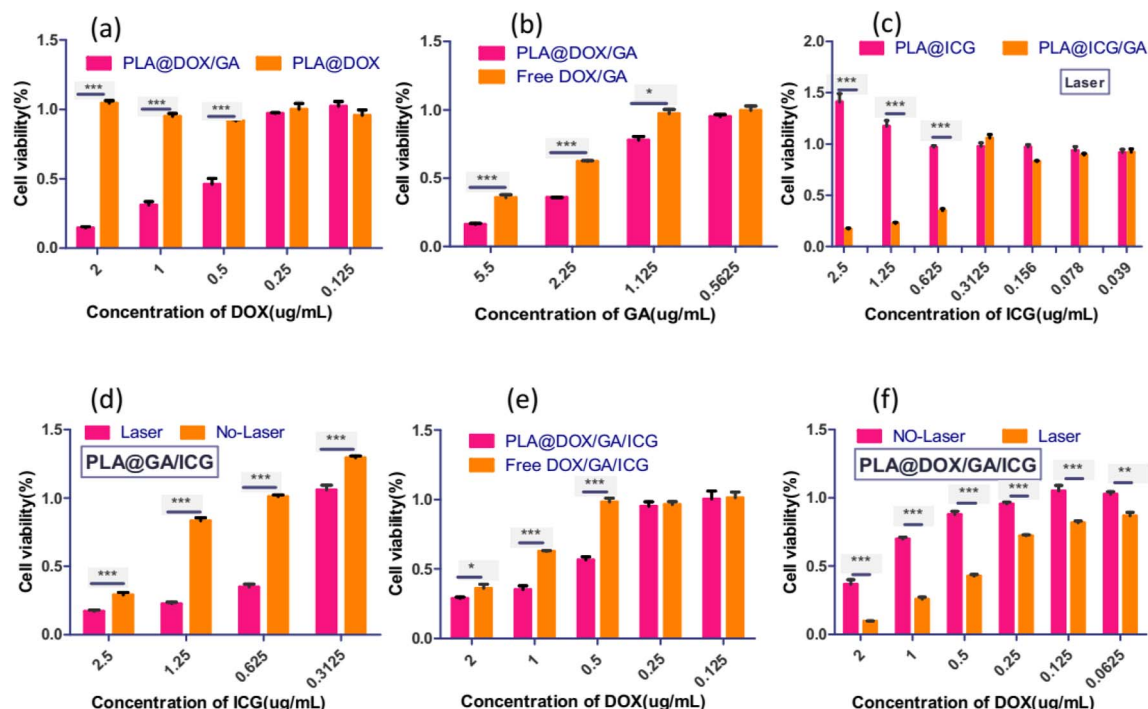 (a)
PLA@DOX/GA PLA@DOX
Cell viability(%)
1.5
1.0
0.5
0.0
*** *** ***
2 1 0.5 0.25 0.125
Concentration of DOX(ug/mL)
(b)
PLA@DOX/GA
Free DOX/GA
Cell viability(%)
1.5
1.0
0.5
0.0
*** *** *
5.5 2.25 1.125 0.5625
Concentration of GA(ug/mL)
(c)
PLA@ICG PLA@ICG/GA
Laser
Cell viability(%)
2.0
1.5
1.0
0.5
0.0
*** *** ***
2.5 1.25 0.625 0.3125 0.156 0.078 0.039
Concentration of ICG(ug/mL)
(d)
Laser No-Laser
PLA@GA/ICG
Cell viability(%)
1.5
1.0
0.5
0.0
*** *** *** ***
2.5 1.25 0.625 0.3125
Concentration of ICG(ug/mL)
(e)
PLA@DOX/GA/ICG
Free DOX/GA/ICG
Cell viability(%)
1.5
1.0
0.5
0.0
* *** ***
2 1 0.5 0.25 0.125
Concentration of DOX(ug/mL)
(f)
NO-Laser Laser
PLA@DOX/GA/ICG
Cell viability(%)
1.5
1.0
0.5
0.0
*** *** *** *** *** **
2 1 0.5 0.25 0.125 0.0625
Concentration of DOX(ug/mL)